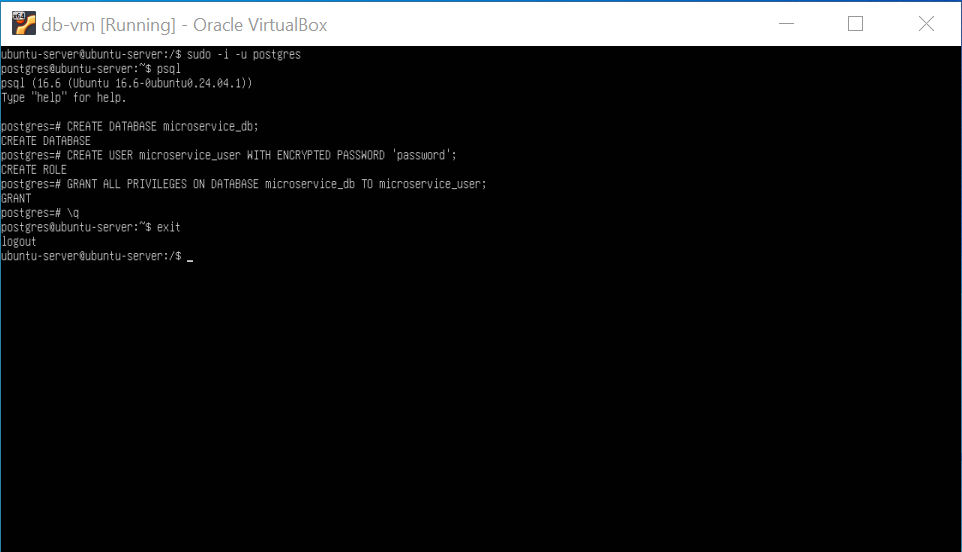 db-vm [Running] - Oracle VirtualBox
ubuntu-server@ubuntu-server:/$ sudo -i -u postgres
postgres@ubuntu-server:~$ psql
psql (16.6 (Ubuntu 16.6-0ubuntu0.24.04.1))
Type "help" for help.
postgres=# CREATE DATABASE microservice_db;
CREATE DATABASE
postgres=# CREATE USER microservice_user WITH ENCRYPTED PASSWORD 'password';
CREATE ROLE
postgres=# GRANT ALL PRIVILEGES ON DATABASE microservice_db TO microservice_user;
GRANT
postgres=# \q
postgres@ubuntu-server:~$ exit
logout
ubuntu-server@ubuntu-server:/$ _